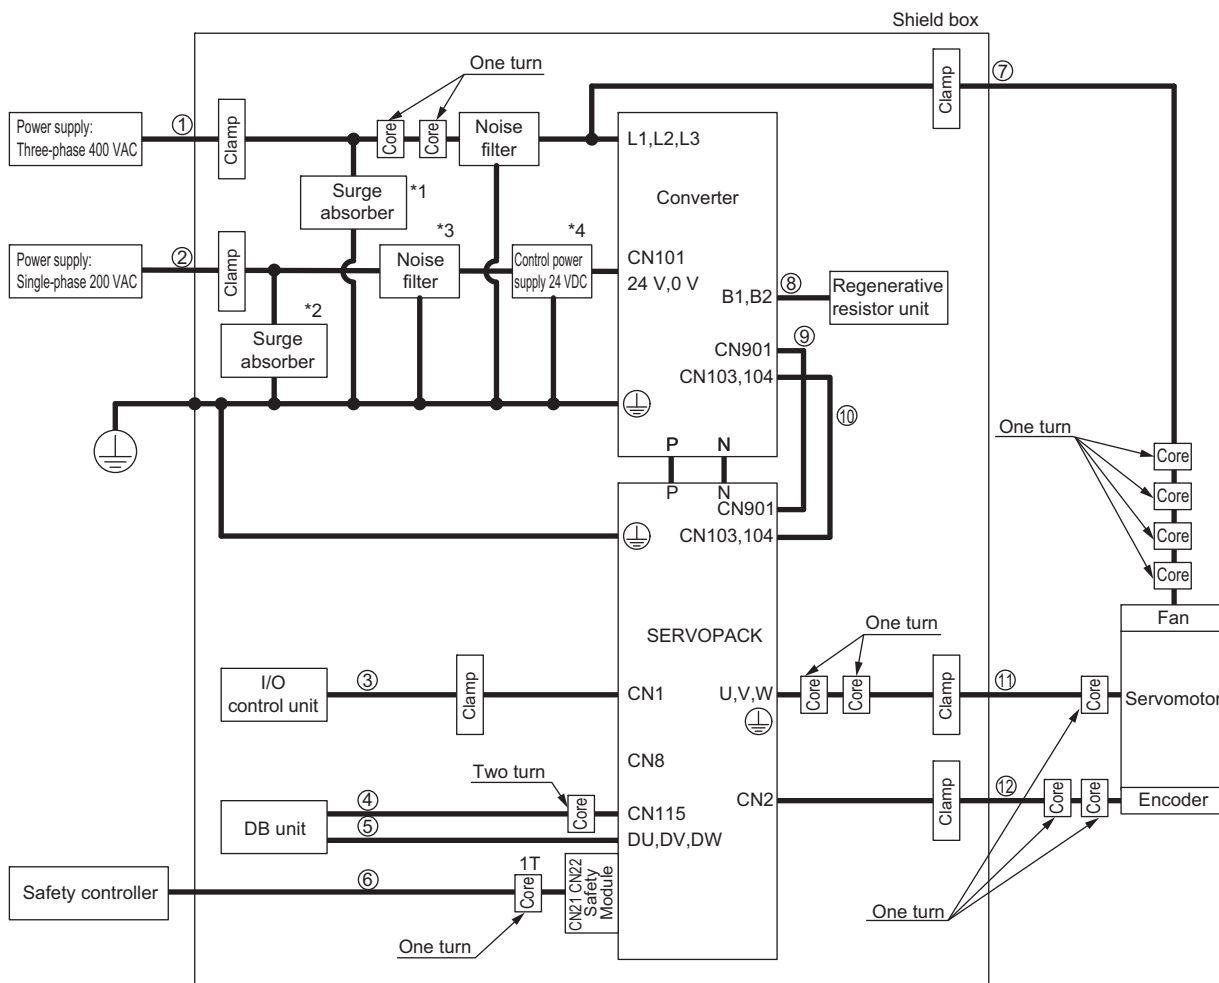 Shield box
One turn
Clamp
⑦
Power supply:
Three-phase 400 VAC
①
Clamp
Core
Core
Noise
filter
L1,L2,L3
Surge
absorber
*1
Converter
Power supply:
Single-phase 200 VAC
②
Clamp
*3
Noise
filter
*4
Control power
supply 24 VDC
CN101
24 V,0 V
B1,B2
⑧
Regenerative
resistor unit
*2
Surge
absorber
CN901
⑨
CN103,104
⑩
One turn
Core
Core
Core
Core
P
N
P
N
CN901
CN103,104
Fan
SERVOPACK
One turn
I/O
control unit
③
Clamp
CN1
U,V,W
Core
Core
Clamp
⑪
Core
Servomotor
CN8
Two turn
CN2
Clamp
⑫
Core
Core
Encoder
DB unit
④
Core
CN115
⑤
DU,DV,DW
Safety controller
⑥
1T
Core
CN21 CN22
Safety
Module
One turn
One turn